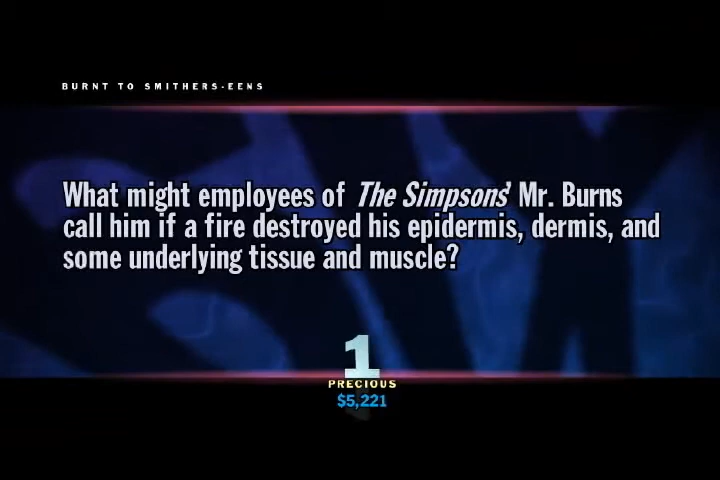 BURNT TO SMITHERS-EENS
What might employees of The Simpsons' Mr. Burns
call him if a fire destroyed his epidermis, dermis, and
some underlying tissue and muscle?
1
PRECIOUS
$5,221